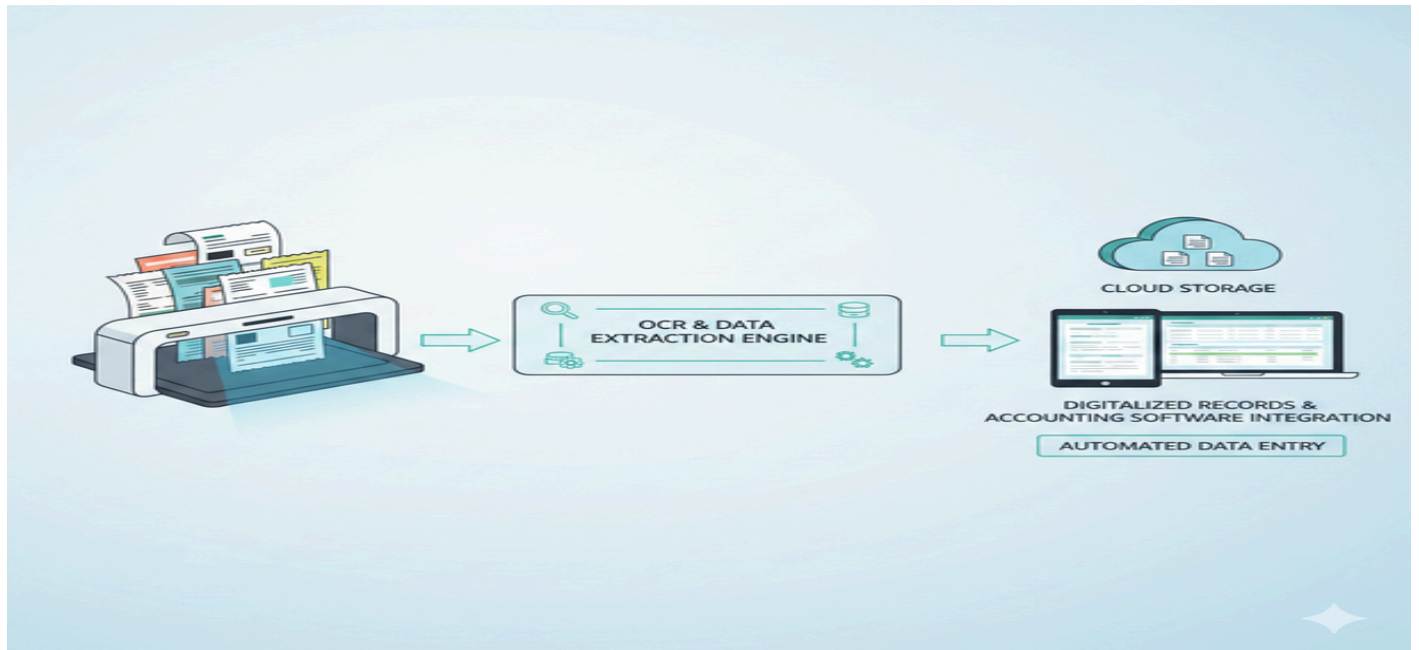 OCR & DATA
EXTRACTION ENGINE
CLOUD STORAGE
DIGITALIZED RECORDS &
ACCOUNTING SOFTWARE INTEGRATION
AUTOMATED DATA ENTRY